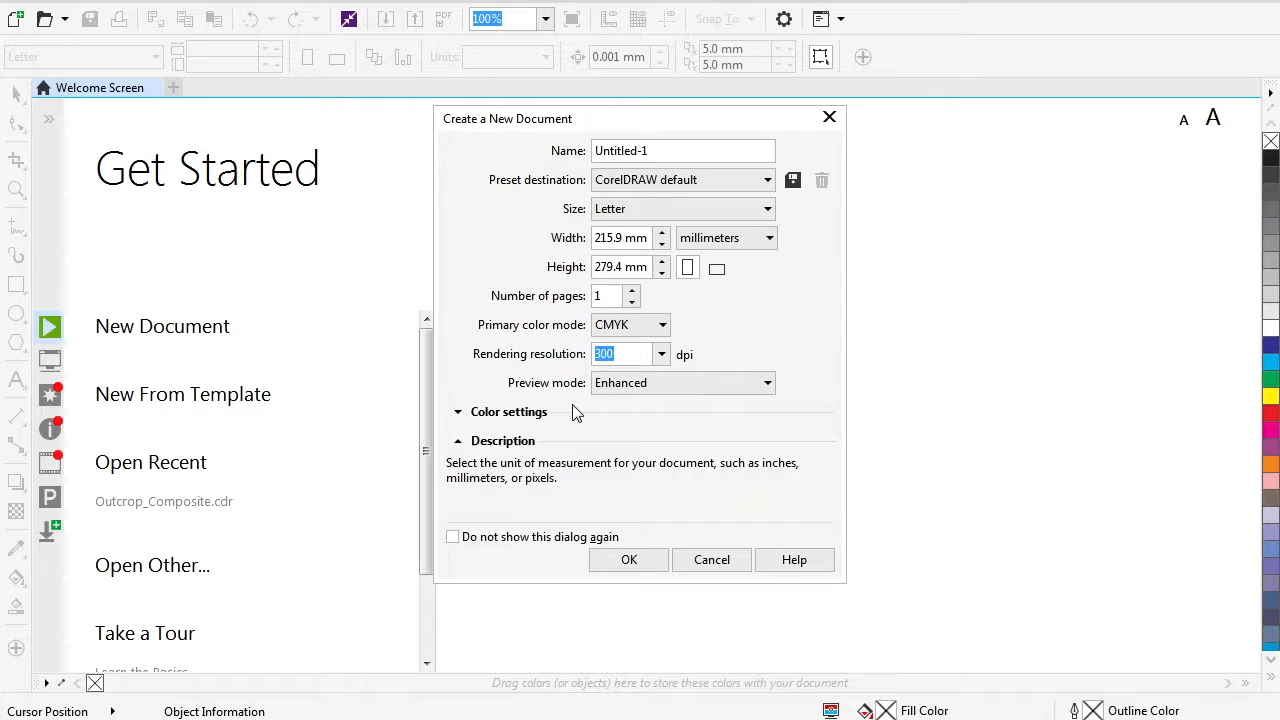 PDF
100%
Snap To
Letter
Units:
0.001 mm
5.0 mm
5.0 mm
Welcome Screen
Get Started
A A
New Document
New From Template
Open Recent
Outcrop_Composite.cdr
Open Other...
Take a Tour
Learn the Basics
Create a New Document
Name: Untitled-1
Preset destination: CorelDRAW default
Size: Letter
Width: 215.9 mm millimeters
Height: 279.4 mm
Number of pages: 1
Primary color mode: CMYK
Rendering resolution: 300 dpi
Preview mode: Enhanced
Color settings
Description
Select the unit of measurement for your document, such as inches,
millimeters, or pixels.
Do not show this dialog again
OK Cancel Help
Drag colors (or objects) here to store these colors with your document
Cursor Position Object Information Fill Color Outline Color